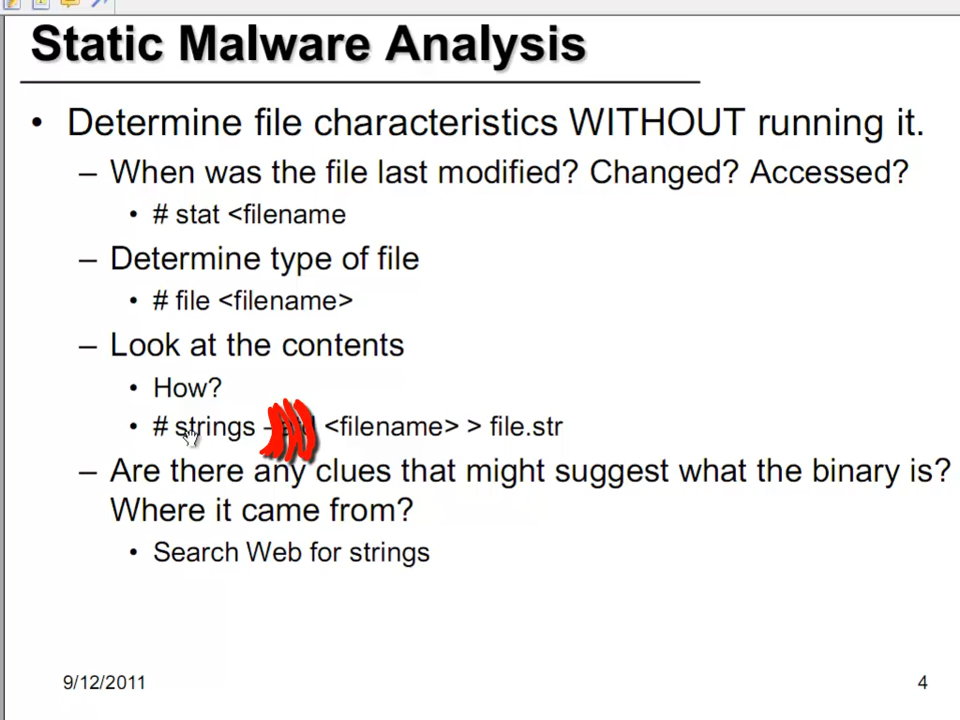 Static Malware Analysis
• Determine file characteristics WITHOUT running it.
– When was the file last modified? Changed? Accessed?
• # stat <filename
– Determine type of file
• # file <filename>
– Look at the contents
• How?
• # strings <filename> > file.str
– Are there any clues that might suggest what the binary is?
Where it came from?
• Search Web for strings
9/12/2011
4